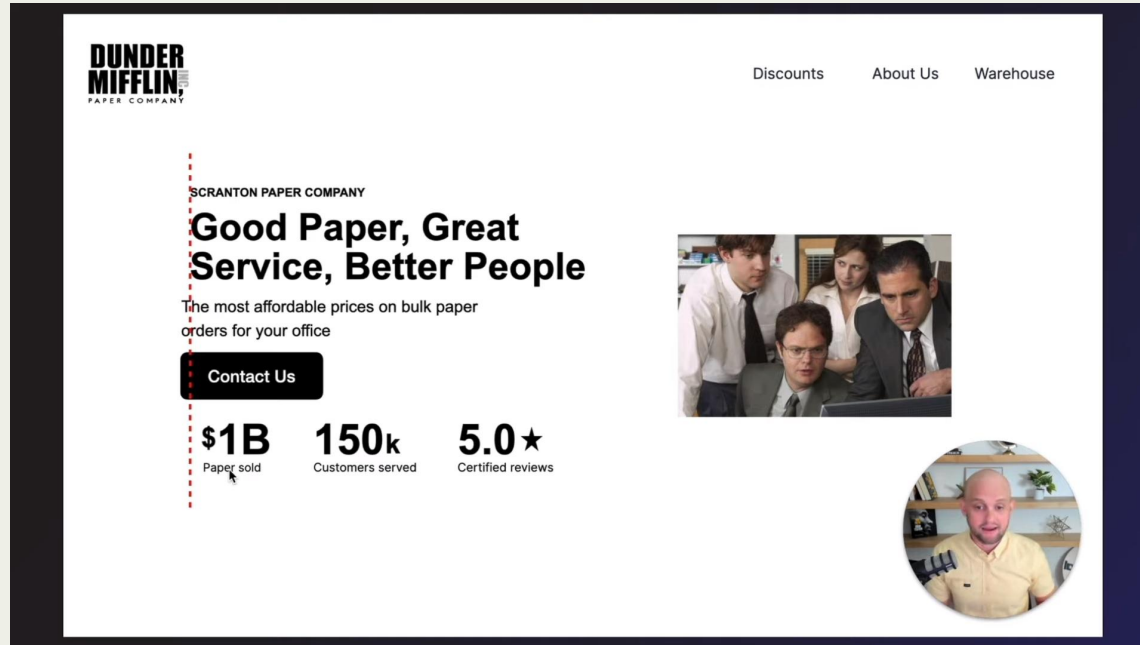 DUNDER
MIFFLIN, INC
PAPER COMPANY
Discounts About Us Warehouse
SCRANTON PAPER COMPANY
Good Paper, Great
Service, Better People
The most affordable prices on bulk paper
orders for your office
Contact Us
$1B 150k 5.0★
Paper sold Customers served Certified reviews